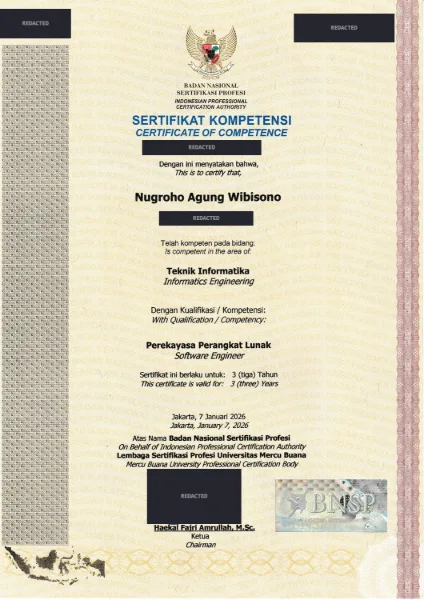 REDACTED
REDACTED
BADAN NASIONAL
SERTIFIKASI PROFESI
INDONESIAN PROFESSIONAL
CERTIFICATION AUTHORITY
SERTIFIKAT KOMPETENSI
CERTIFICATE OF COMPETENCE
REDACTED
Dengan ini menyatakan bahwa,
This is to certify that,
Nugroho Agung Wibisono
REDACTED
Telah kompeten pada bidang:
Is competent in the area of:
Teknik Informatika
Informatics Engineering
Dengan Kualifikasi / Kompetensi:
With Qualification / Competency:
Perekayasa Perangkat Lunak
Software Engineer
Sertifikat ini berlaku untuk: 3 (tiga) Tahun
This certificate is valid for: 3 (three) Years
Jakarta, 7 Januari 2026
Jakarta, January 7, 2026
Atas Nama Badan Nasional Sertifikasi Profesi
On Behalf of Indonesian Professional Certification Authority
Lembaga Sertifikasi Profesi Universitas Mercu Buana
Mercu Buana University Professional Certification Body
REDACTED
BNSP
Haekal Fajri Amrullah, M.Sc.
Ketua
Chairman